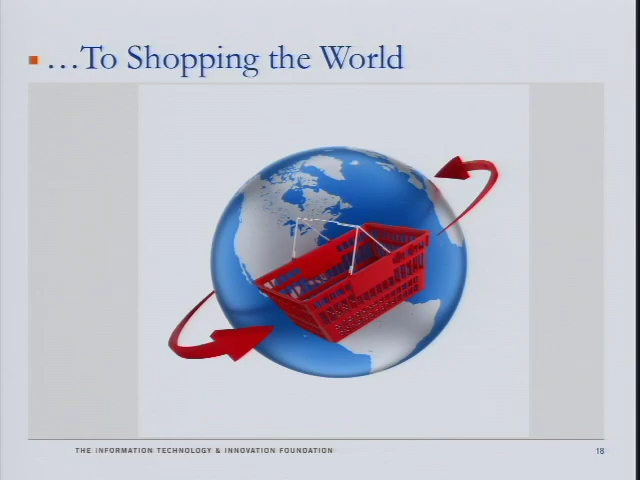 …To Shopping the World
THE INFORMATION TECHNOLOGY & INNOVATION FOUNDATION
18